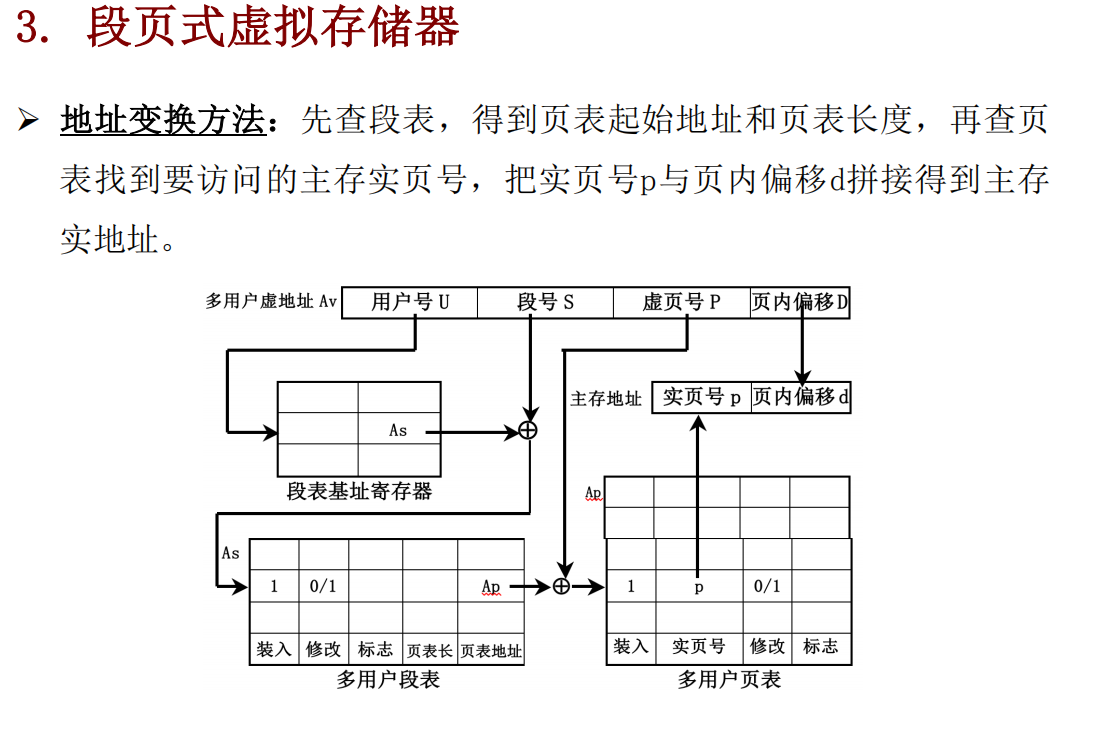 3. 段页式虚拟存储器
➢ 地址变换方法：先查段表，得到页表起始地址和页表长度，再查页
表找到要访问的主存实页号，把实页号p与页内偏移d拼接得到主存
实地址。
多用户虚地址 Av 用户号 U 段号 S 虚页号 P 页内偏移D
主存地址 实页号 p 页内偏移 d
As
段表基址寄存器
Ap
As
1 0/1 Ap 1 p 0/1
装入 修改 标志 页表长 页表地址 装入 实页号 修改 标志
多用户段表 多用户页表